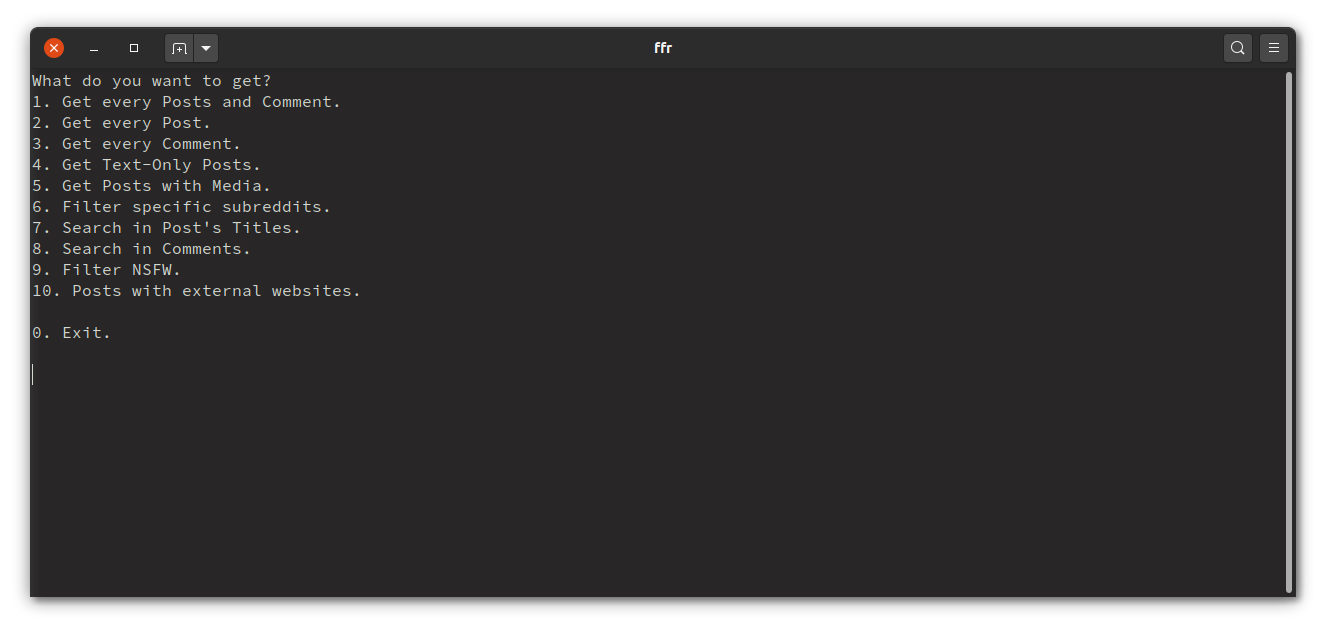 ffr
What do you want to get?
1. Get every Posts and Comment.
2. Get every Post.
3. Get every Comment.
4. Get Text-Only Posts.
5. Get Posts with Media.
6. Filter specific subreddits.
7. Search in Post's Titles.
8. Search in Comments.
9. Filter NSFW.
10. Posts with external websites.
0. Exit.